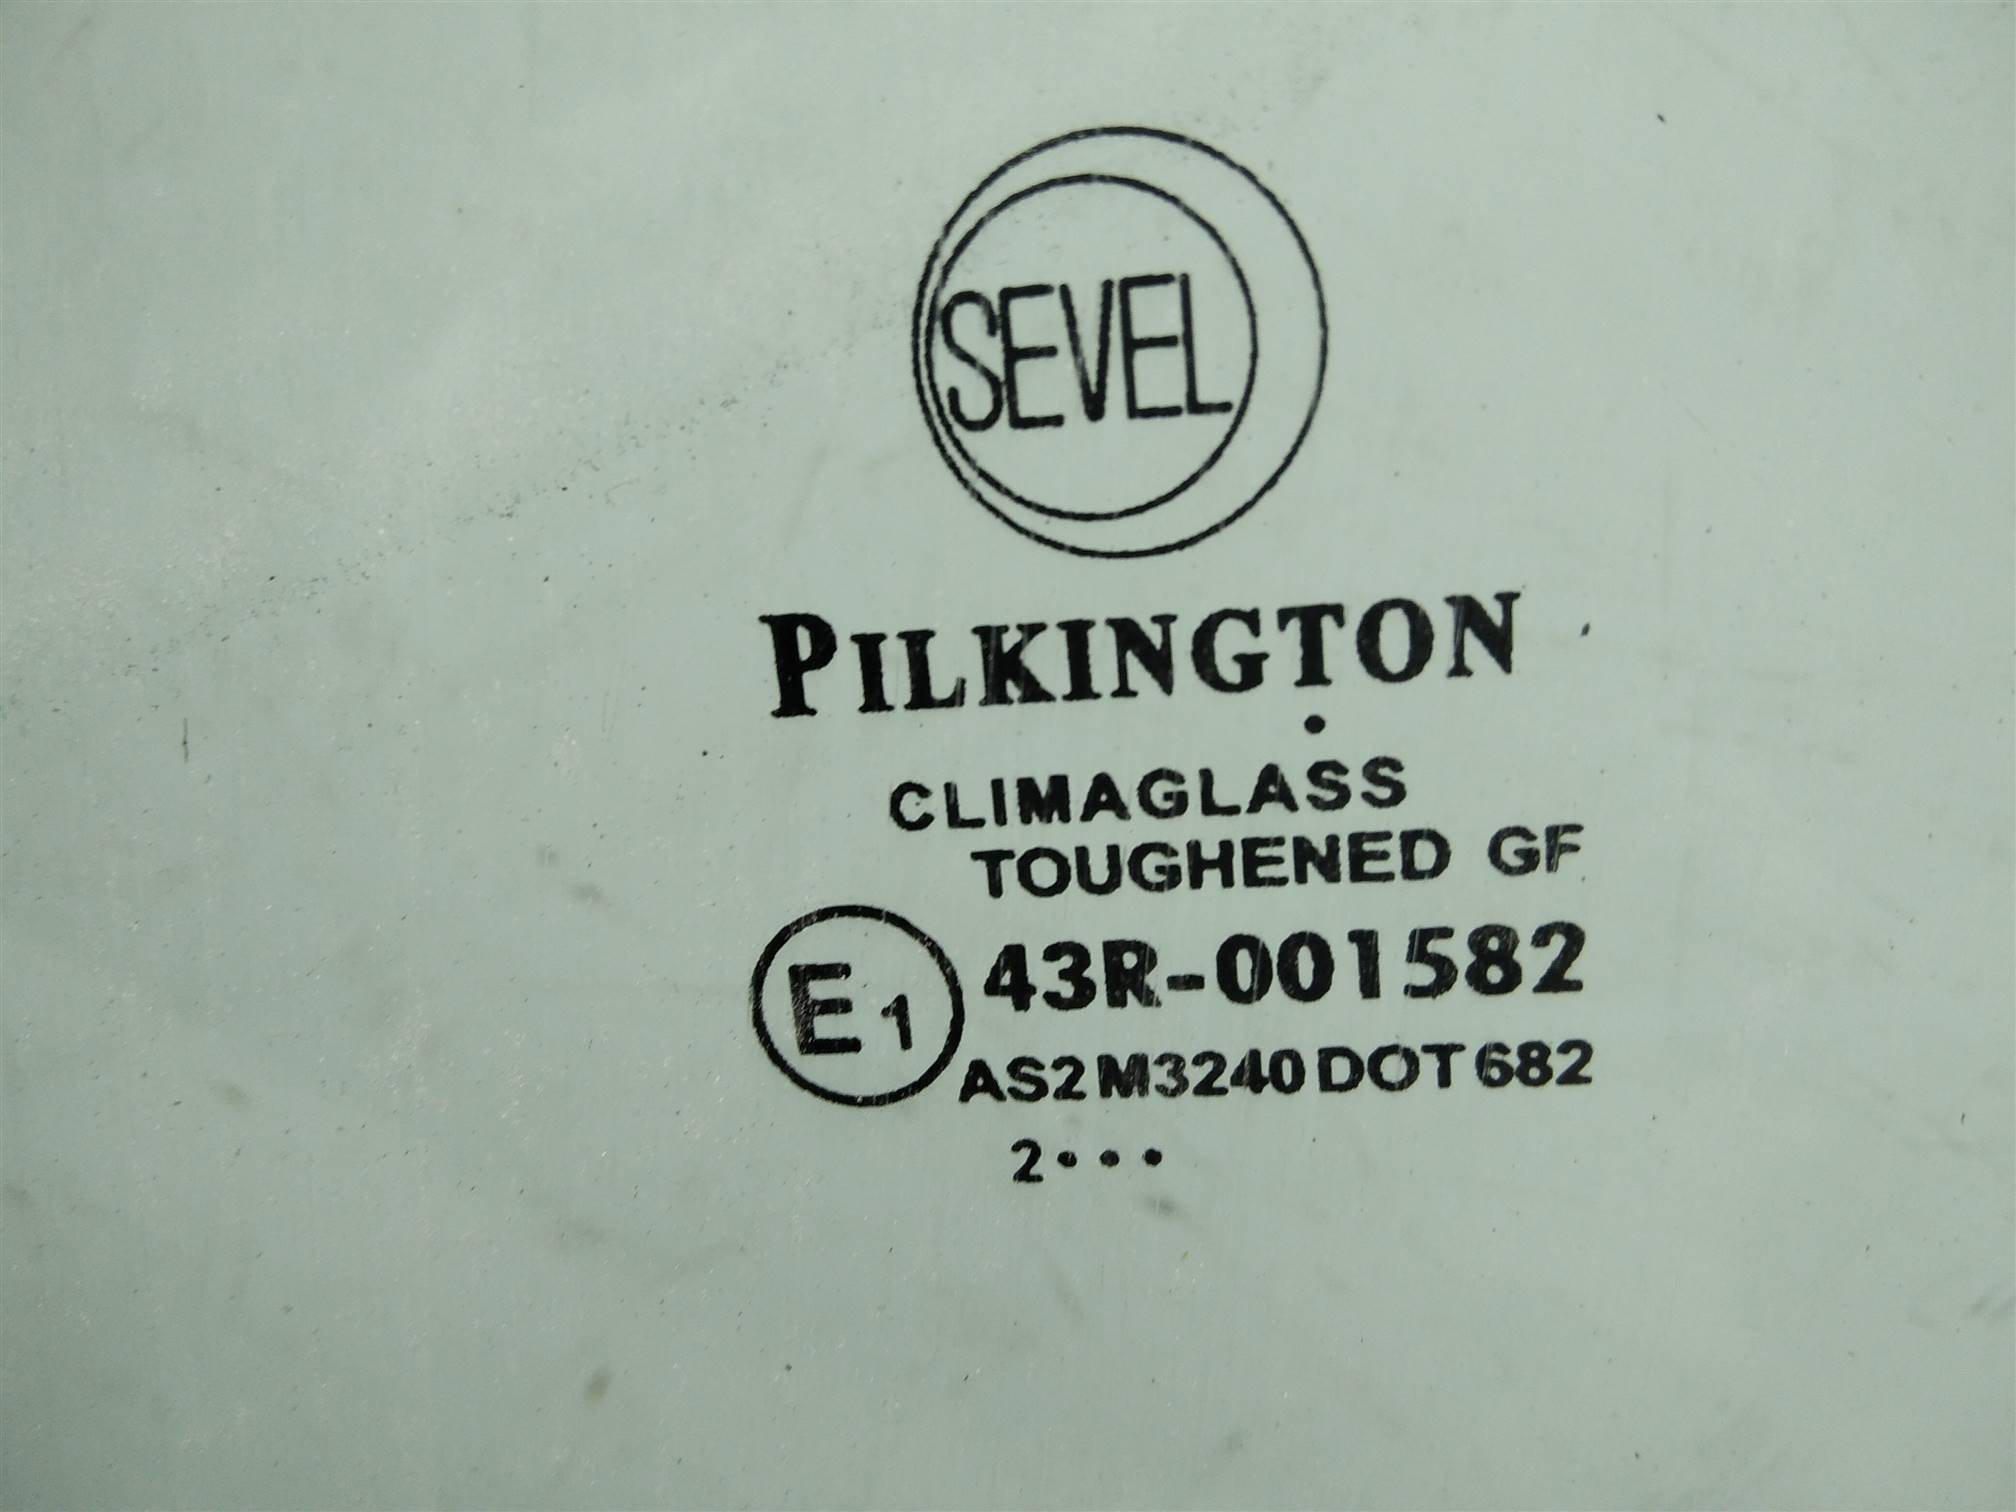 SEVEL
PILKINGTON
CLIMAGLASS
TOUGHENED GF
E1 43R-001582
AS2 M3240 DOT 682
2•••